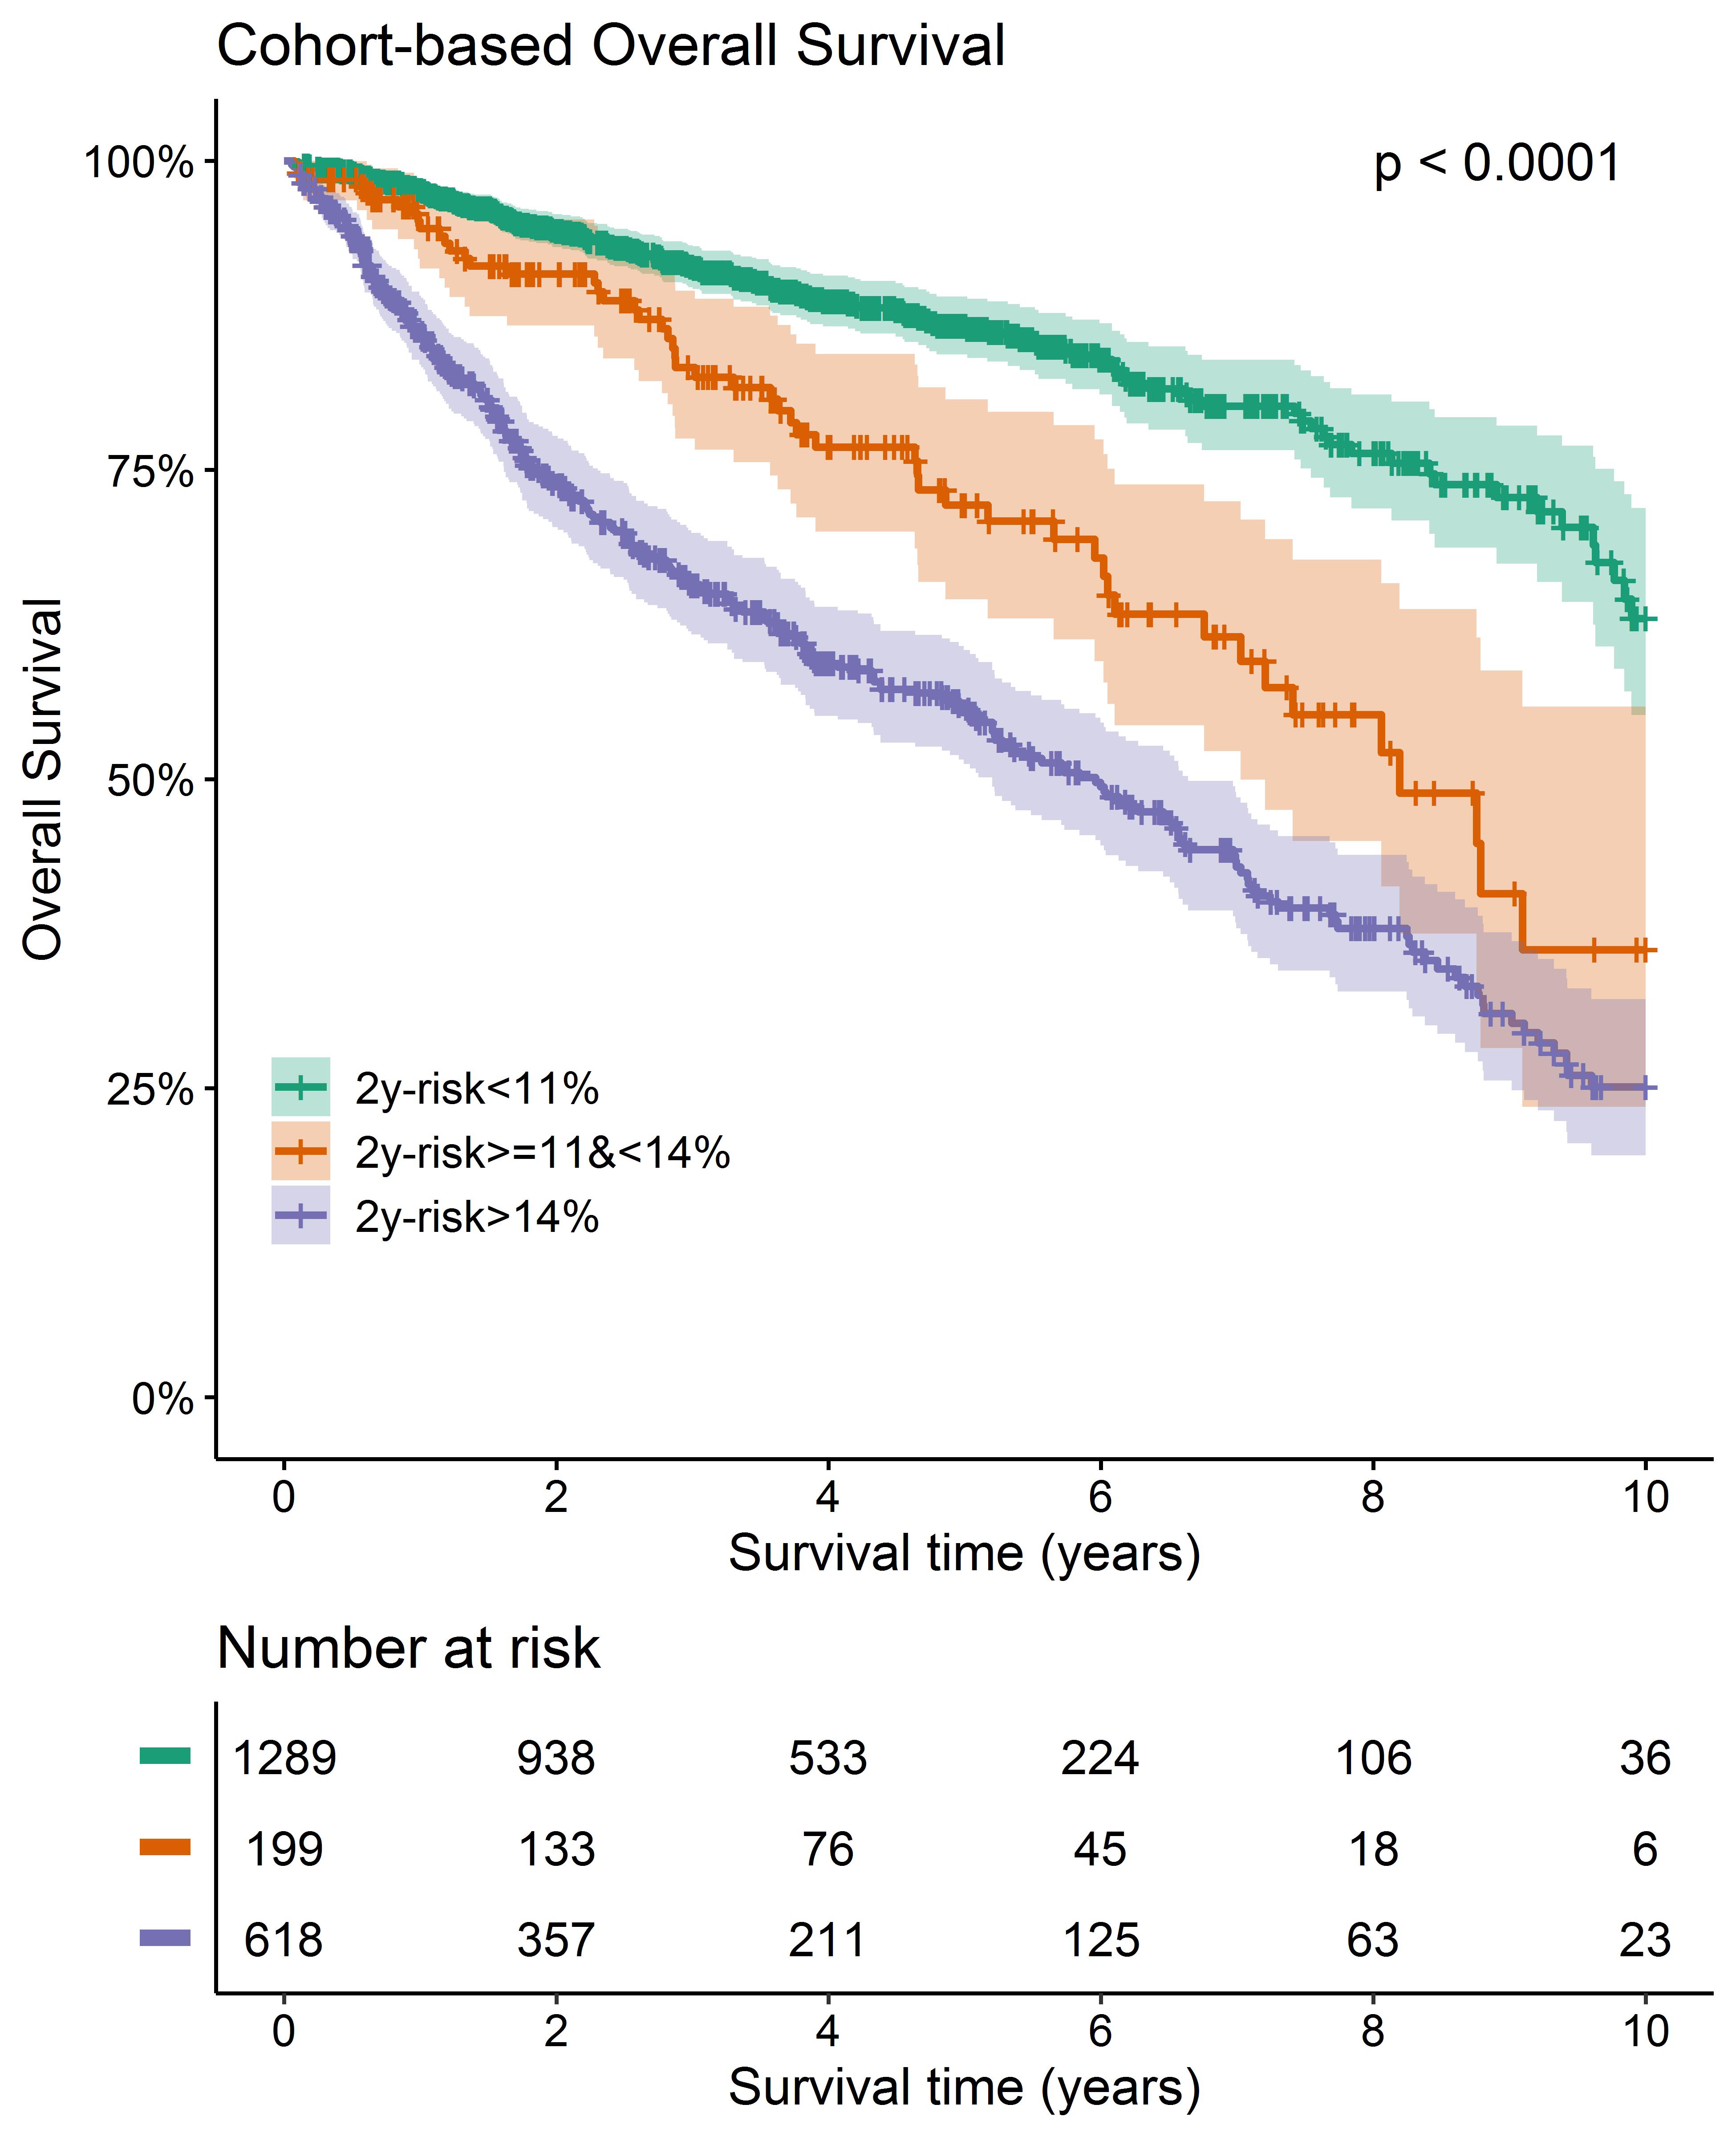 Cohort-based Overall Survival
p < 0.0001
100%
75%
50%
25%
0%
Overall Survival
2y-risk<11%
2y-risk>=11&<14%
2y-risk>14%
0 2 4 6 8 10
Survival time (years)
Number at risk
1289 938 533 224 106 36
199 133 76 45 18 6
618 357 211 125 63 23
0 2 4 6 8 10
Survival time (years)